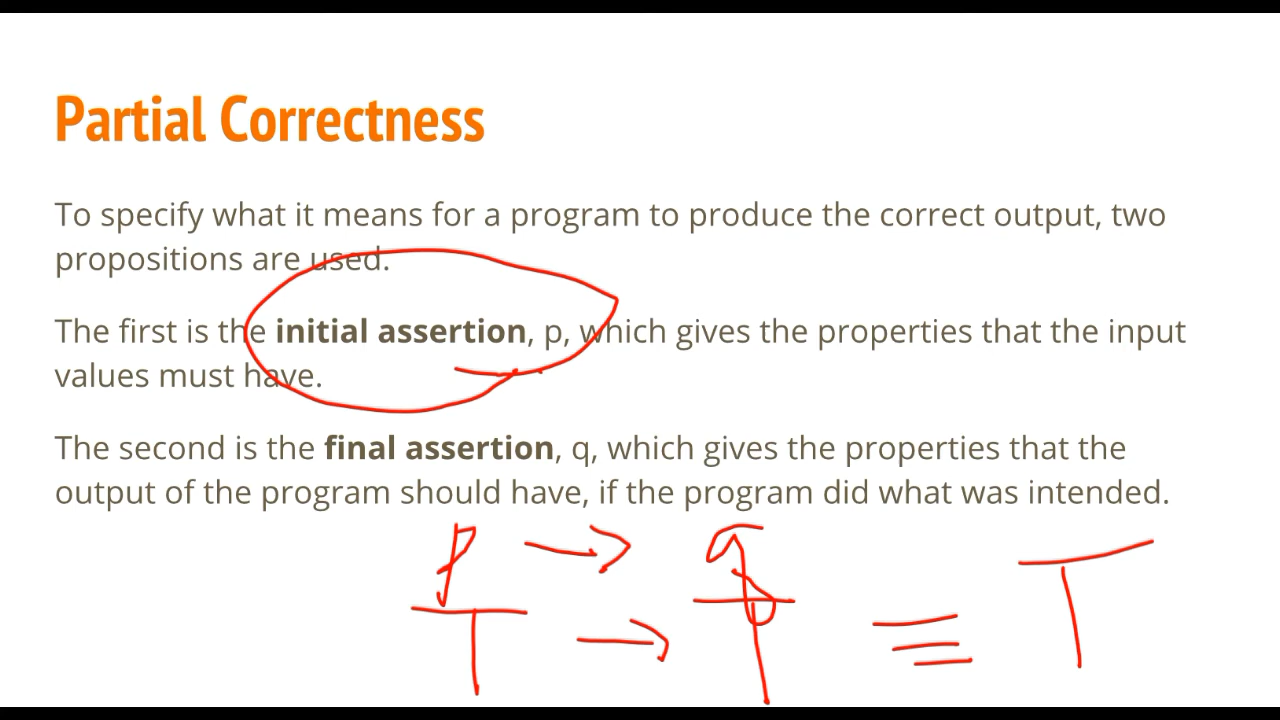 Partial Correctness
To specify what it means for a program to produce the correct output, two
propositions are used.
The first is the initial assertion, p, which gives the properties that the input
values must have.
The second is the final assertion, q, which gives the properties that the
output of the program should have, if the program did what was intended.
p → q
T → T ≡ T